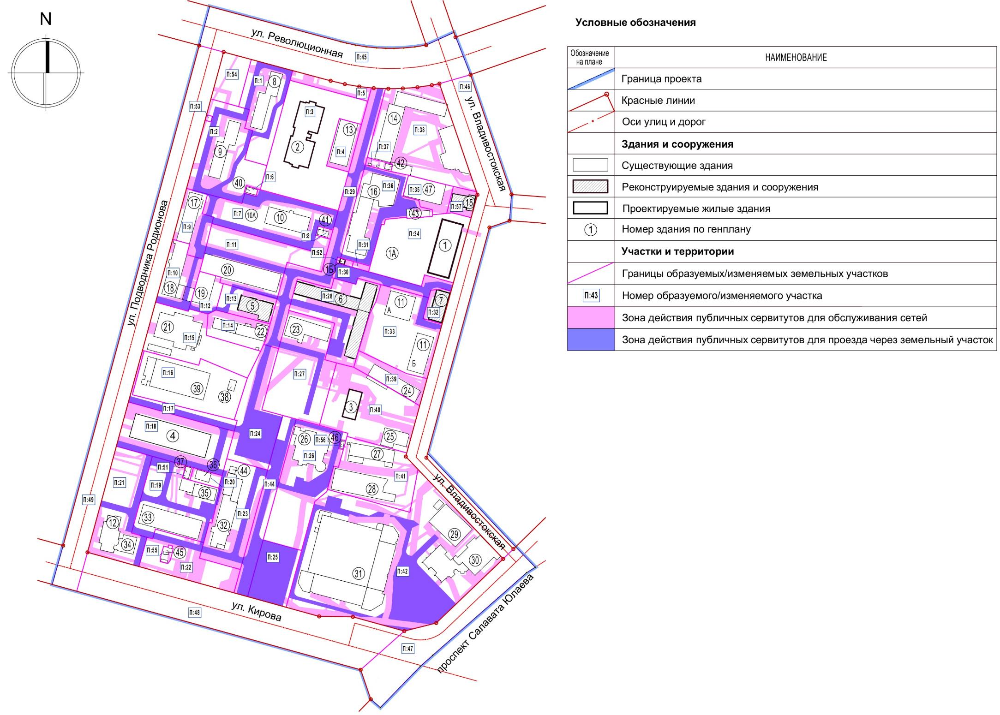 N
ул. Революционная
П:45
П:54
П:1
8
П:5
П:46
ул. Владивостокская
П:53
П:3
14
13
П:38
П:2
2
П:4
П:37
9
42
40
П:6
П:29
16
П:36
П:35
47
17
П:57
15
П:7
10А
10
41
43
П:9
П:8
П:34
П:11
П:31
1
П:52
1А
20
1Б
П:30
П:10
18
19
П:13
П:28
6
11
А
7
П:12
5
П:32
ул. Подводника Родионова
21
П:14
22
23
П:33
П:15
11
Б
П:16
П:27
П:39
39
38
24
3
П:40
П:17
П:18
4
П:24
26
П:56
46
25
П:26
27
37
36
П:51
44
П:41
П:21
П:19
П:20
П:44
28
35
ул. Владивостокская
П:49
33
П:23
12
32
29
34
П:55
45
П:25
30
П:22
31
П:42
ул. Кирова
П:48
проспект Салавата Юлаева
П:47
Условные обозначения
Обозначение
на плане
НАИМЕНОВАНИЕ
Граница проекта
Красные линии
Оси улиц и дорог
Здания и сооружения
Существующие здания
Реконструируемые здания и сооружения
Проектируемые жилые здания
1 Номер здания по генплану
Участки и территории
Границы образуемых/изменяемых земельных участков
П:43 Номер образуемого/изменяемого участка
Зона действия публичных сервитутов для обслуживания сетей
Зона действия публичных сервитутов для проезда через земельный участок